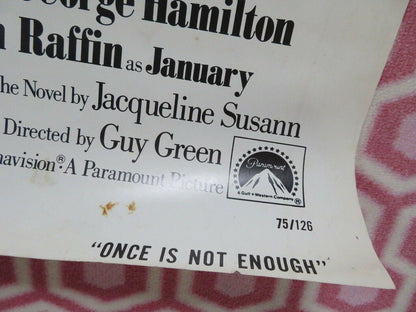 George Hamilton
Raffin as January
the Novel by Jacqueline Susann
Directed by Guy Green
navision® A Paramount Picture
Paramount
A Gulf+Western Company
®
75/126
"ONCE IS NOT ENOUGH"